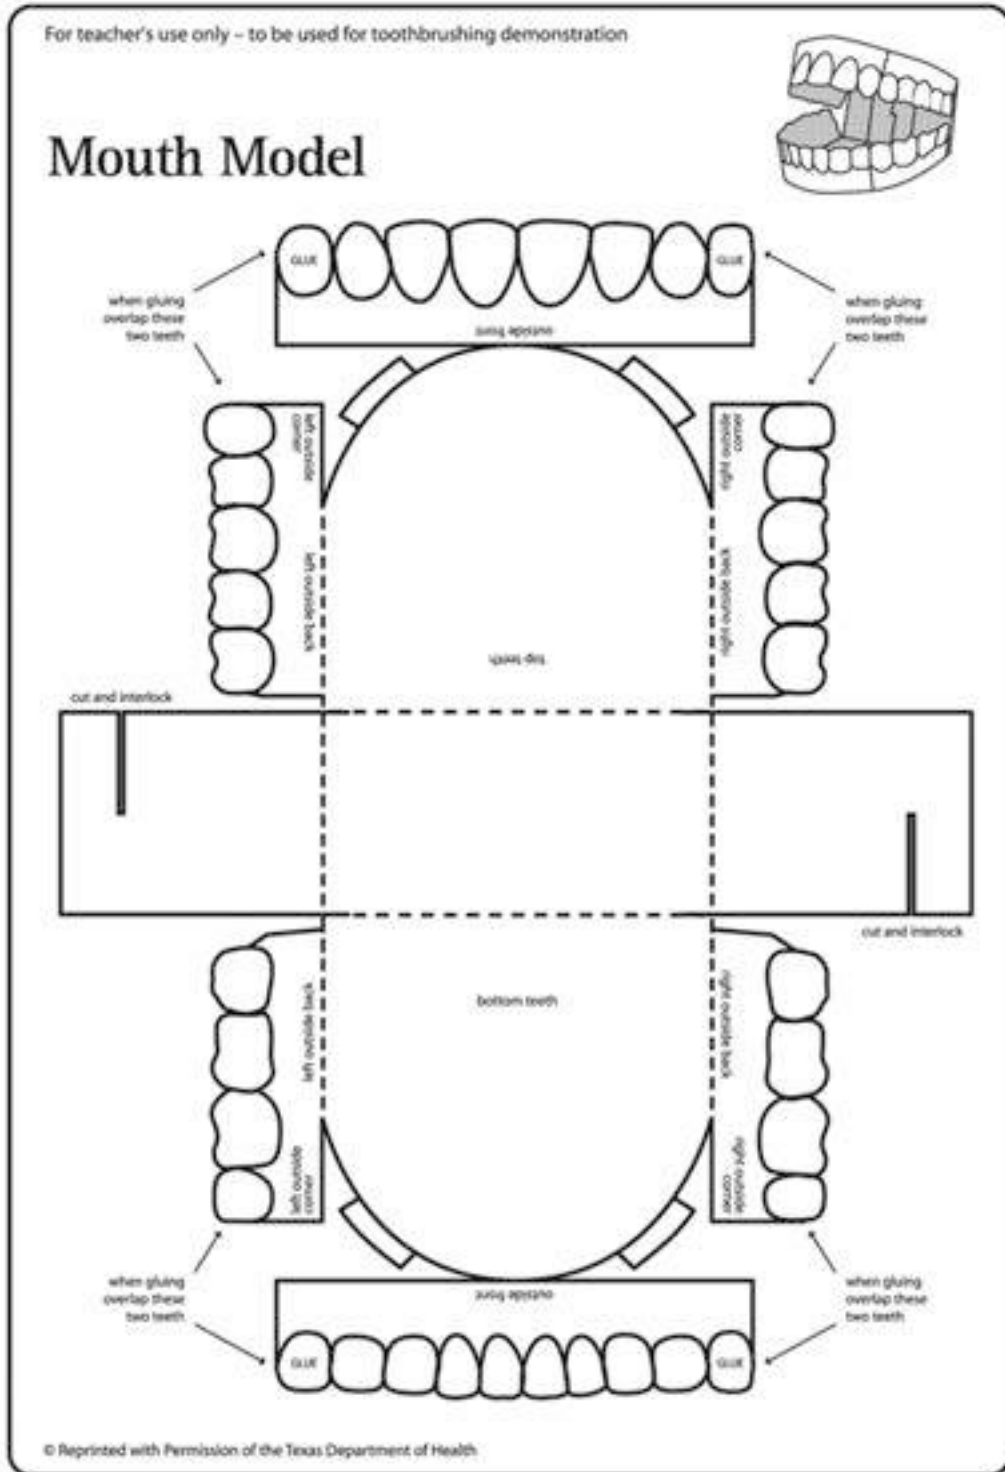 For teacher's use only – to be used for toothbrushing demonstration
Mouth Model
GLUE
GLUE
when gluing
overlap these
two teeth
when gluing
overlap these
two teeth
outside front
left outside
corner
right outside
corner
left outside back
right outside back
top teeth
cut and interlock
cut and interlock
left outside back
bottom teeth
right outside back
left outside
corner
right outside
corner
when gluing
overlap these
two teeth
when gluing
overlap these
two teeth
outside front
GLUE
GLUE
© Reprinted with Permission of the Texas Department of Health